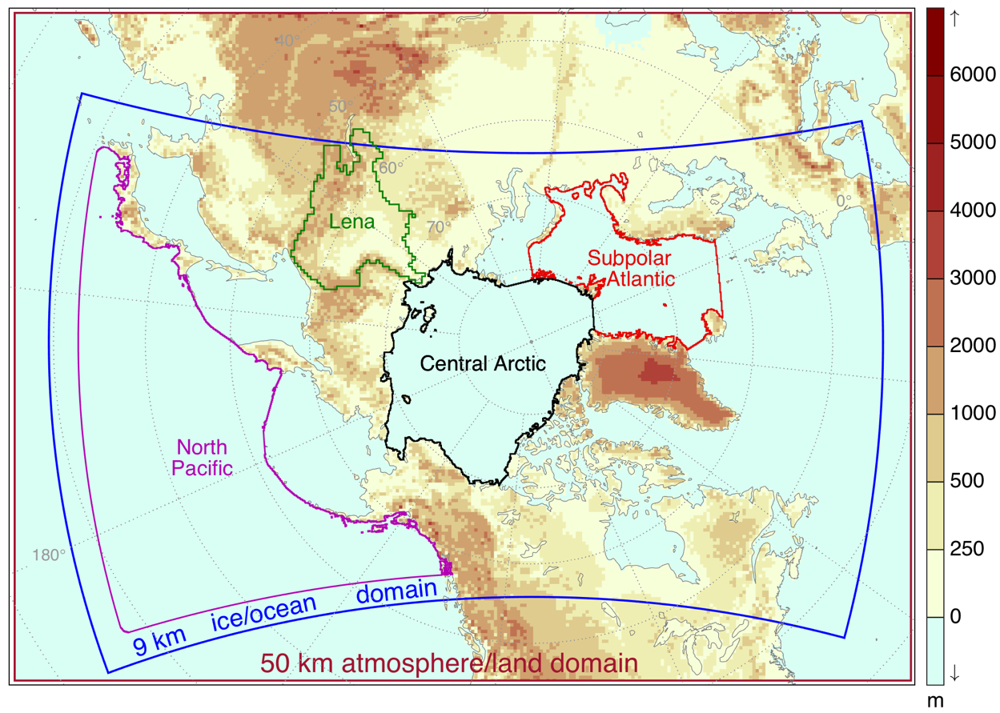 ↑
40°
6000
50°
5000
60°
0°
4000
Lena
70°
Subpolar
Atlantic
3000
2000
Central Arctic
1000
North
Pacific
500
180°
250
9 km ice/ocean domain
0
50 km atmosphere/land domain
↓
m